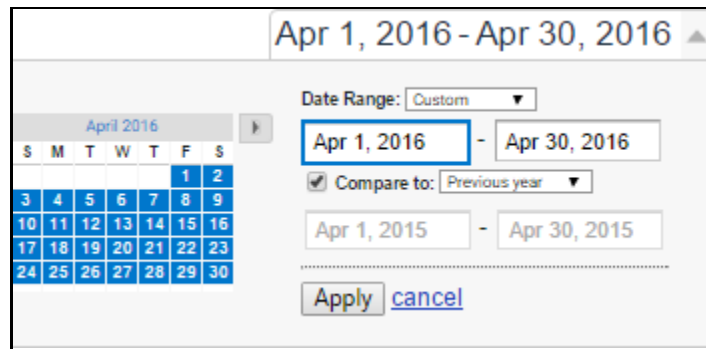 Apr 1, 2016 - Apr 30, 2016
April 2016
S M T W T F S
1 2
3 4 5 6 7 8 9
10 11 12 13 14 15 16
17 18 19 20 21 22 23
24 25 26 27 28 29 30
Date Range: Custom
Apr 1, 2016 - Apr 30, 2016
Compare to: Previous year
Apr 1, 2015 - Apr 30, 2015
Apply cancel